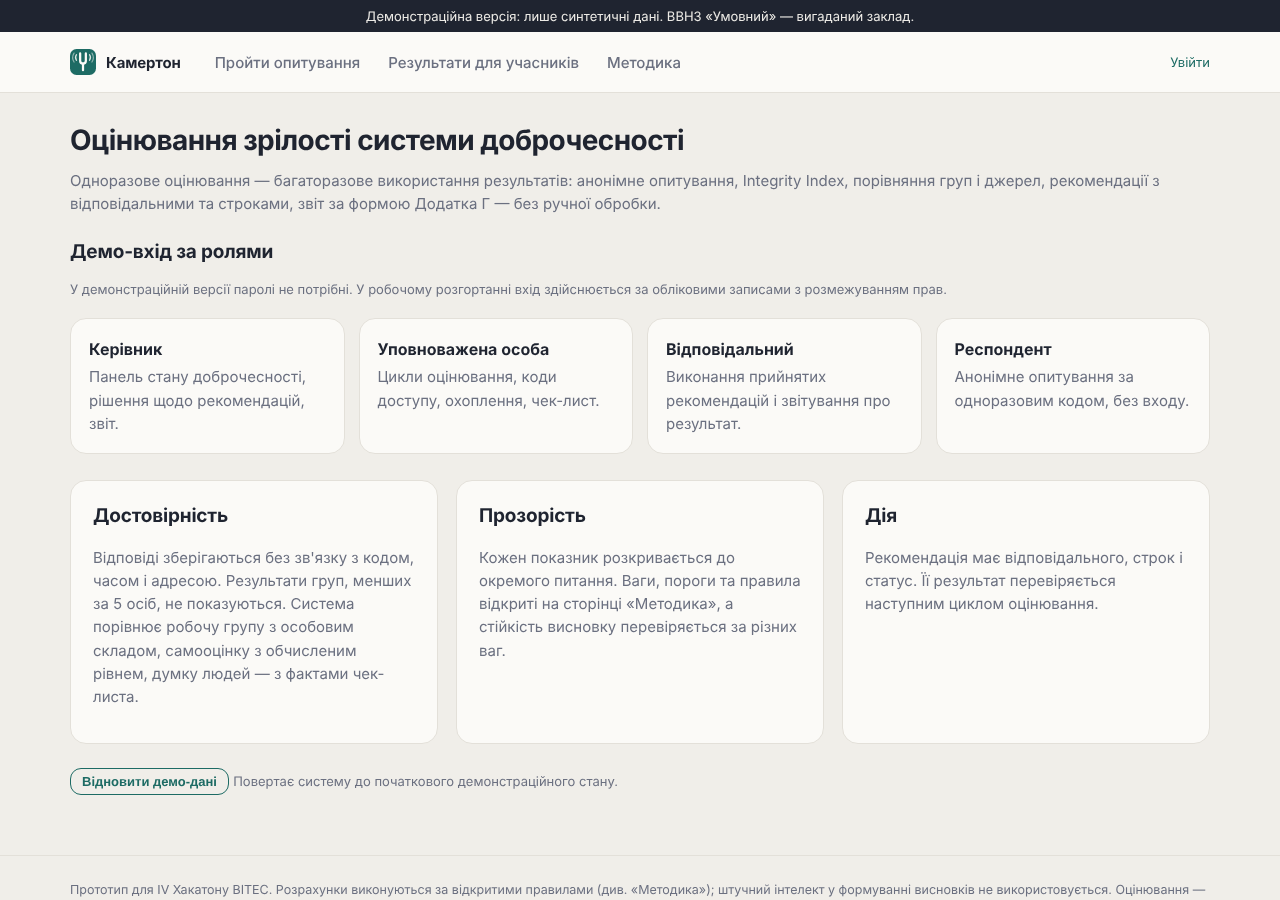 Демонстраційна версія: лише синтетичні дані. ВВНЗ «Умовний» — вигаданий заклад.
Камертон
Пройти опитування
Результати для учасників
Методика
Увійти
Оцінювання зрілості системи доброчесності
Одноразове оцінювання — багаторазове використання результатів: анонімне опитування, Integrity Index, порівняння груп і джерел, рекомендації з
відповідальними та строками, звіт за формою Додатка Г — без ручної обробки.
Демо-вхід за ролями
У демонстраційній версії паролі не потрібні. У робочому розгортанні вхід здійснюється за обліковими записами з розмежуванням прав.
Керівник
Панель стану доброчесності,
рішення щодо рекомендацій,
звіт.
Уповноважена особа
Цикли оцінювання, коди
доступу, охоплення, чек-лист.
Відповідальний
Виконання прийнятих
рекомендацій і звітування про
результат.
Респондент
Анонімне опитування за
одноразовим кодом, без входу.
Достовірність
Відповіді зберігаються без зв'язку з кодом,
часом і адресою. Результати груп, менших
за 5 осіб, не показуються. Система
порівнює робочу групу з особовим
складом, самооцінку з обчисленим
рівнем, думку людей — з фактами чек-
листа.
Прозорість
Кожен показник розкривається до
окремого питання. Ваги, пороги та правила
відкриті на сторінці «Методика», а
стійкість висновку перевіряється за різних
ваг.
Дія
Рекомендація має відповідального, строк і
статус. Її результат перевіряється
наступним циклом оцінювання.
Відновити демо-дані
Повертає систему до початкового демонстраційного стану.
Прототип для IV Хакатону ВІТЕС. Розрахунки виконуються за відкритими правилами (див. «Методика»); штучний інтелект у формуванні висновків не використовується. Оцінювання —